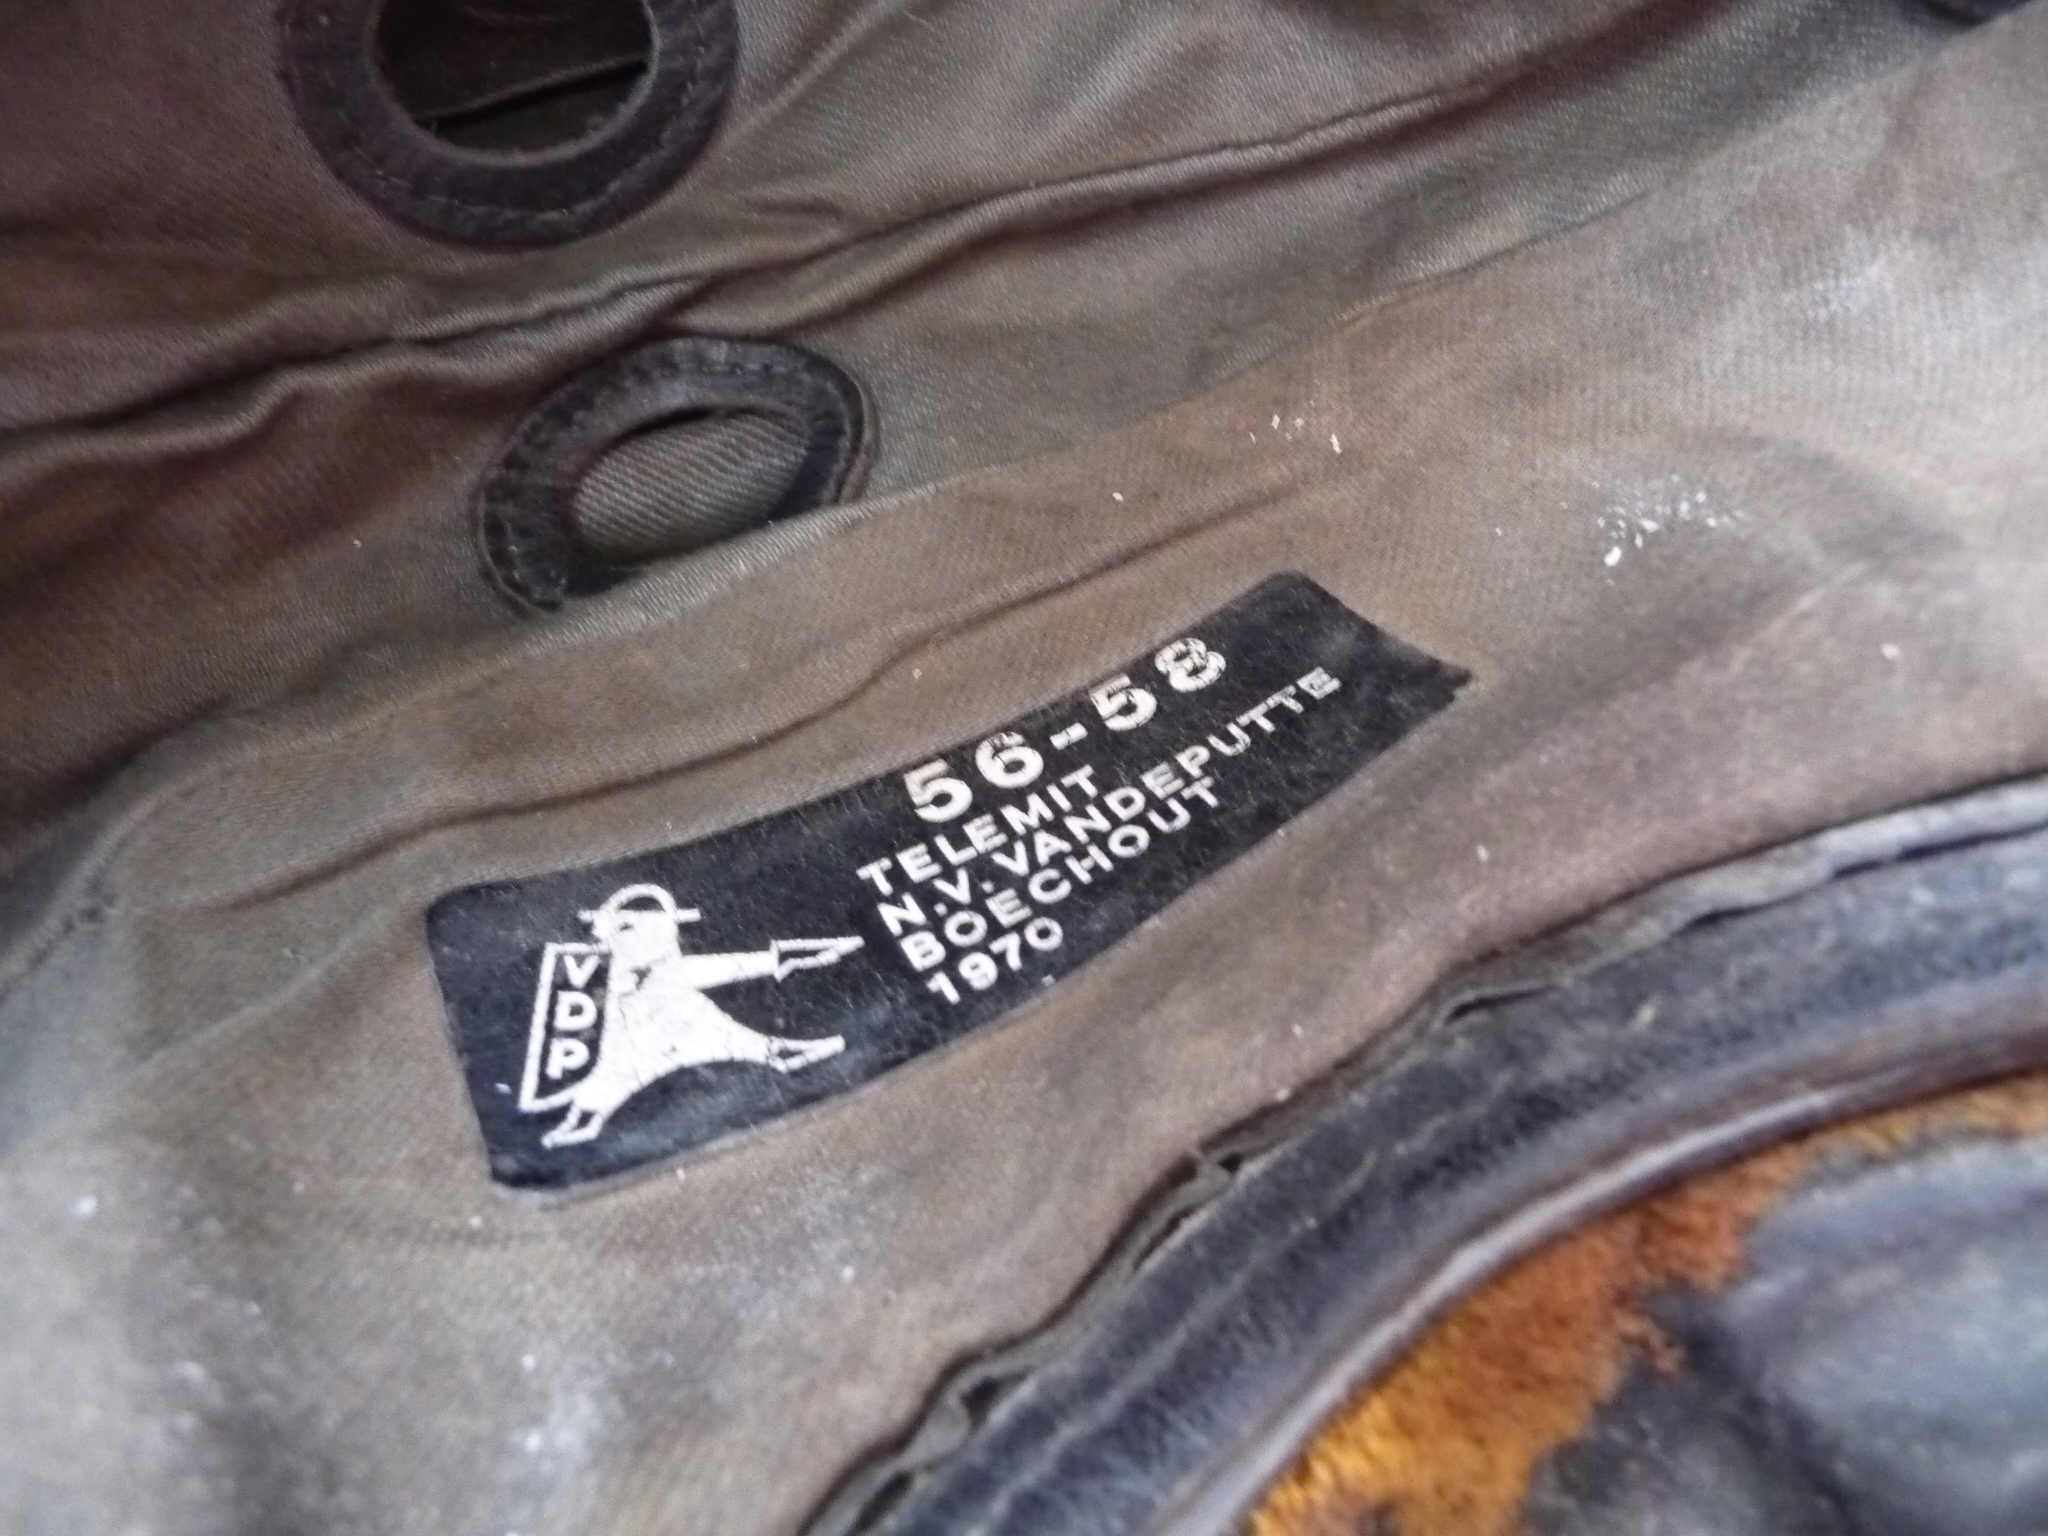 56-58
TELEMIT
N.V. VANDEPUTTE
BOECHOUT
1970
VDP